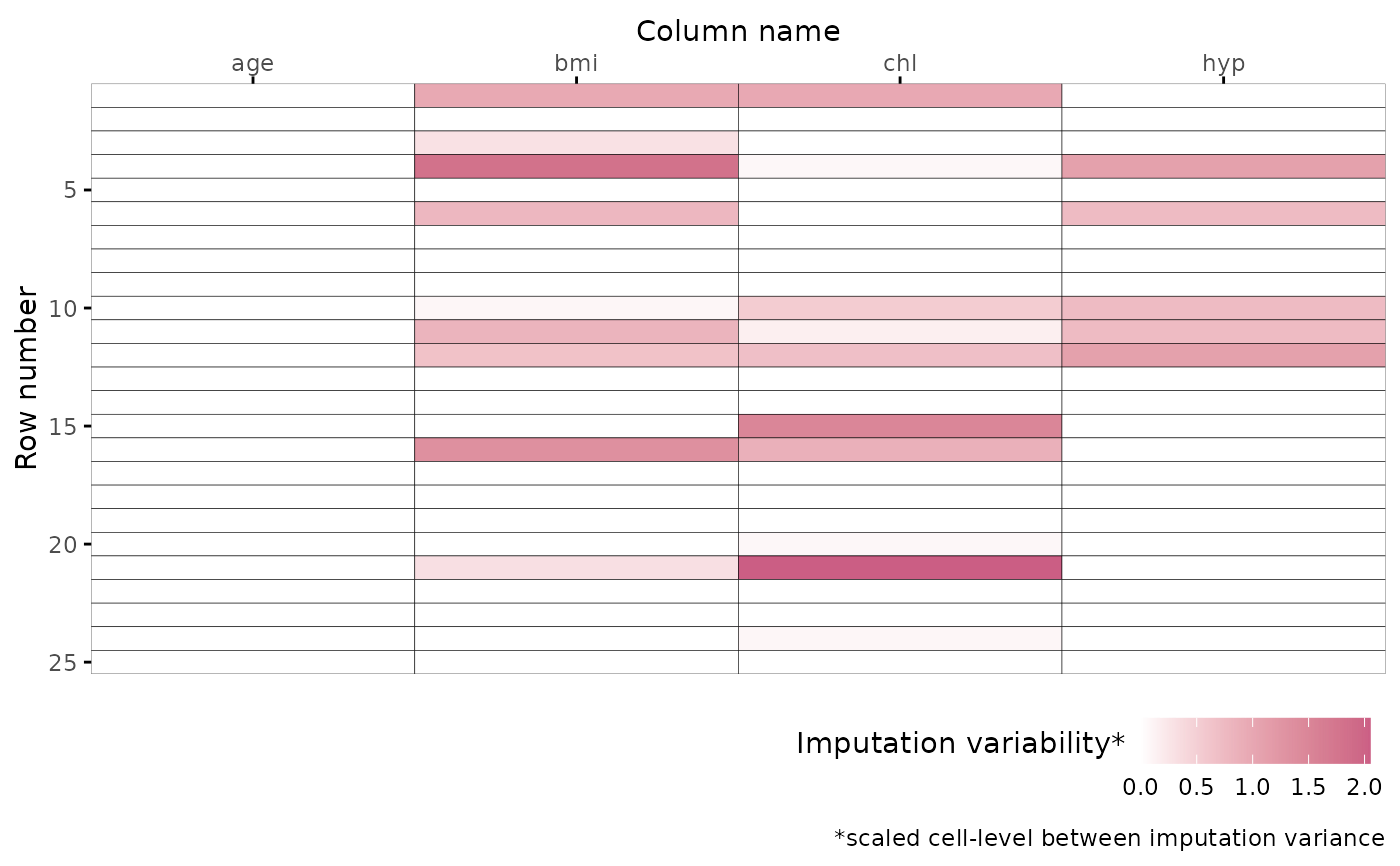 Column name
age bmi chl hyp
5
10
Row number
15
20
25
Imputation variability*
0.0 0.5 1.0 1.5 2.0
*scaled cell-level between imputation variance